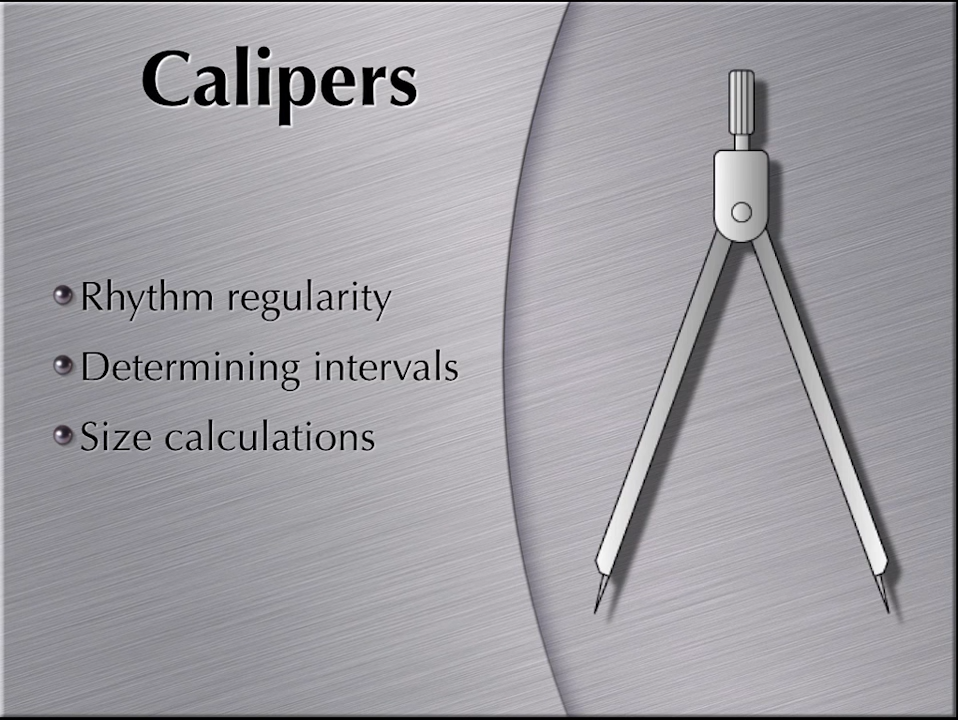 Calipers
Rhythm regularity
Determining intervals
Size calculations